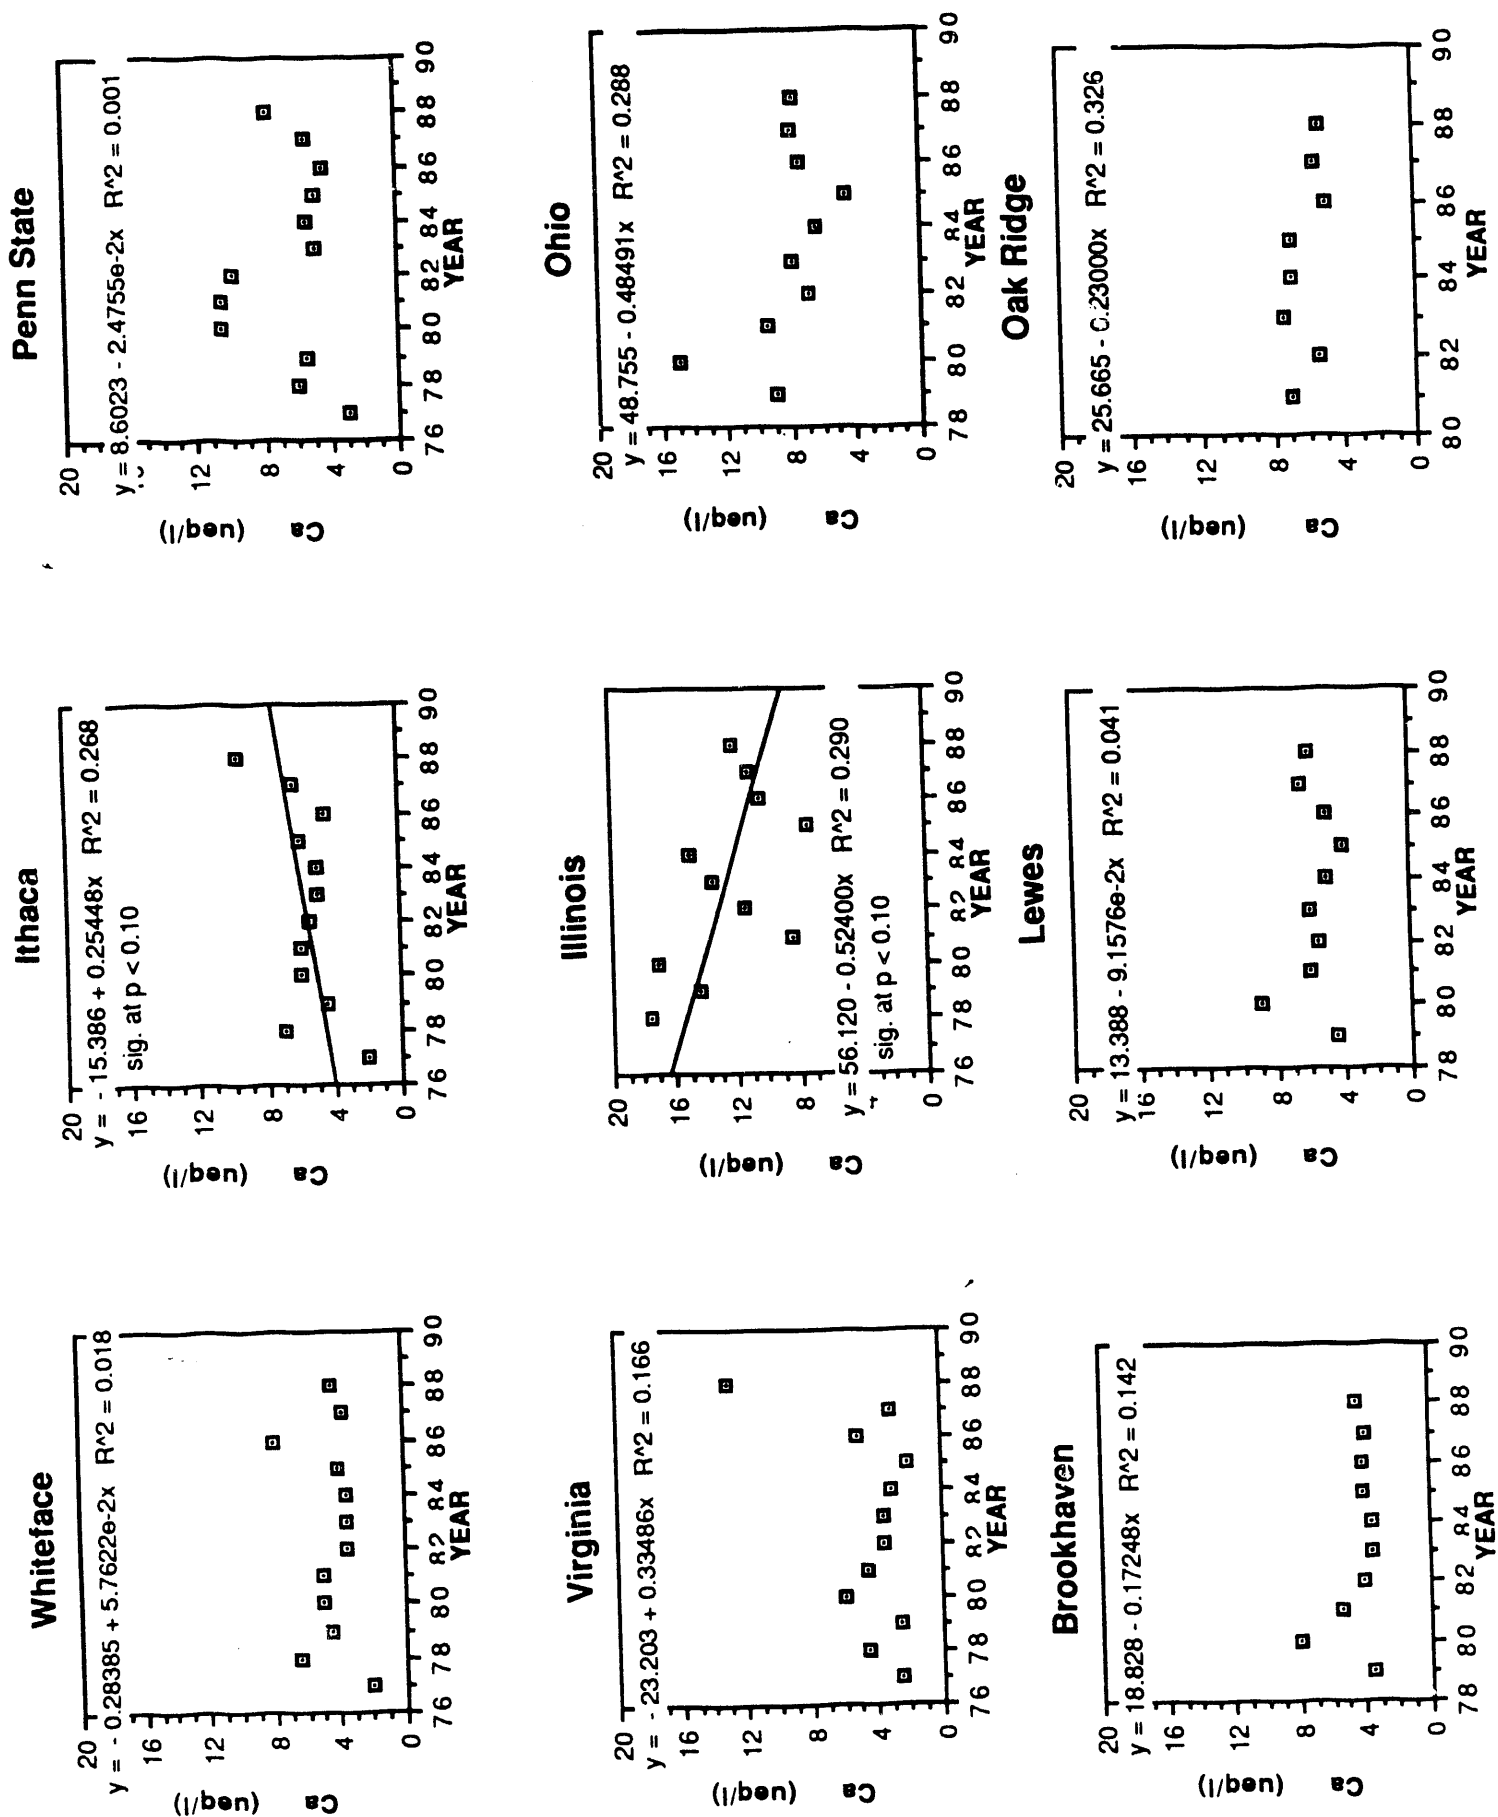 Whiteface
y = - 0.28385 + 5.7622e-2x R^2 = 0.018
20
16
12
8
4
0
Ca
(ueq/l)
76 78 80 82 84 86 88 90
YEAR
Ithaca
y = - 15.386 + 0.25448x R^2 = 0.268
sig. at p < 0.10
20
16
12
8
4
0
Ca
(ueq/l)
76 78 80 82 84 86 88 90
YEAR
Penn State
y = 8.6023 - 2.4755e-2x R^2 = 0.001
20
12
8
4
0
Ca
(ueq/l)
76 78 80 82 84 86 88 90
YEAR
Virginia
y = - 23.203 + 0.33486x R^2 = 0.166
20
16
12
8
4
0
Ca
(ueq/l)
76 78 80 82 84 86 88 90
YEAR
Illinois
20
16
12
8
0
y = 56.120 - 0.52400x R^2 = 0.290
sig. at p < 0.10
Ca
(ueq/l)
76 78 80 82 84 86 88 90
YEAR
Ohio
y = 48.755 - 0.48491x R^2 = 0.288
20
16
12
8
4
0
Ca
(ueq/l)
78 80 82 84 86 88 90
YEAR
Brookhaven
y = 18.828 - 0.17248x R^2 = 0.142
20
16
12
8
4
0
Ca
(ueq/l)
78 80 82 84 86 88 90
YEAR
Lewes
y = 13.388 - 9.1576e-2x R^2 = 0.041
20
16
12
8
4
0
Ca
(ueq/l)
78 80 82 84 86 88 90
YEAR
Oak Ridge
y = 25.665 - 0.23000x R^2 = 0.326
20
16
12
8
4
0
Ca
(ueq/l)
80 82 84 86 88 90
YEAR